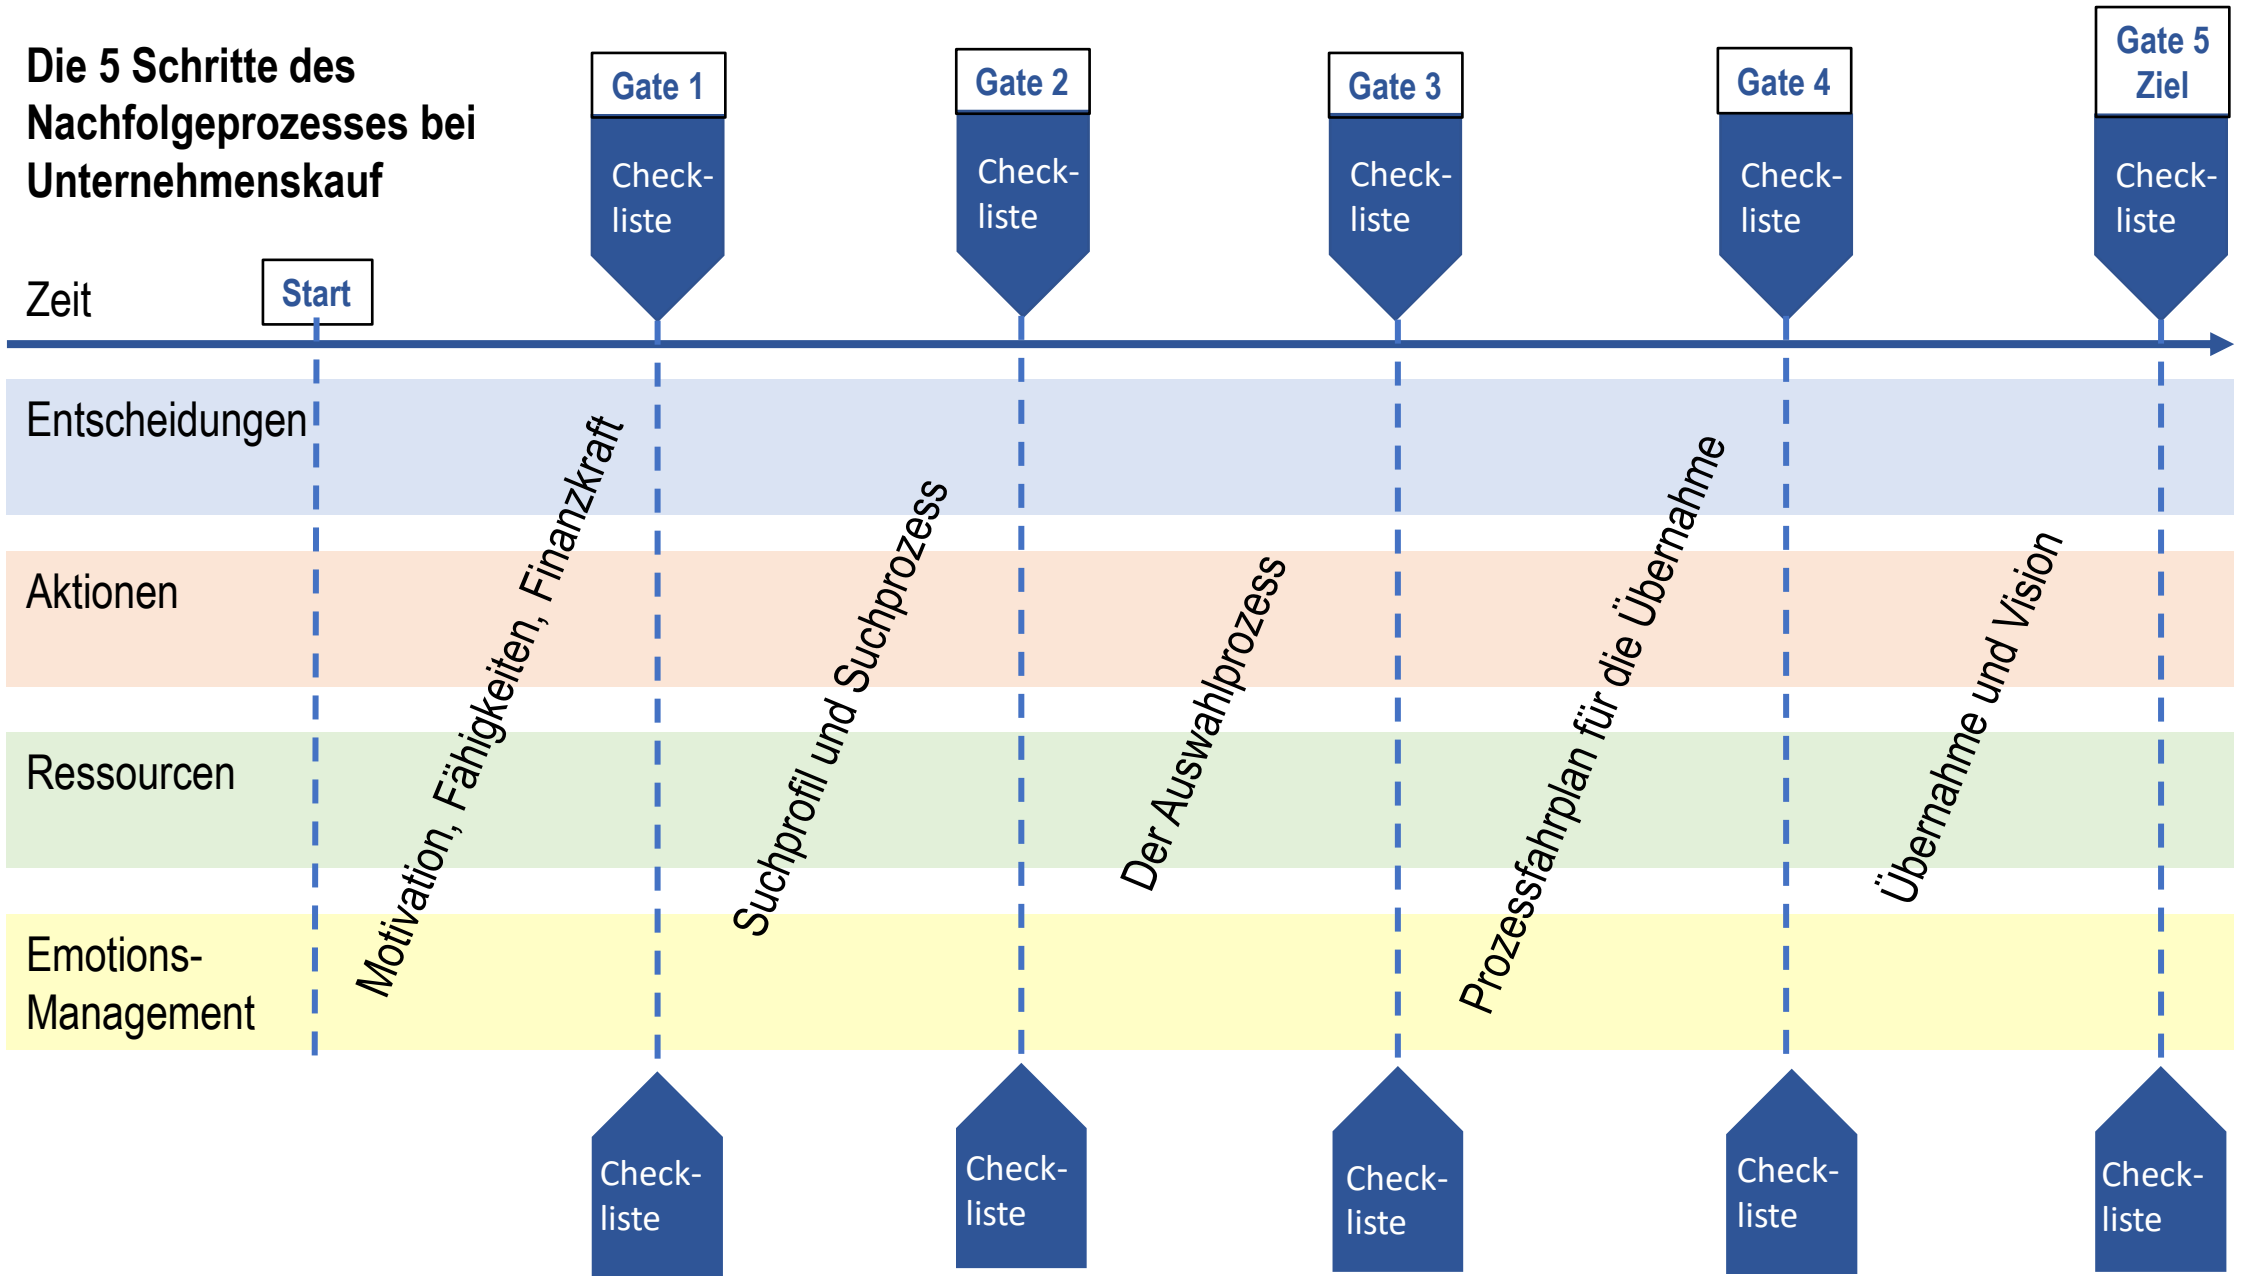 Die 5 Schritte des
Nachfolgeprozesses bei
Unternehmenskauf
Gate 1
Gate 2
Gate 3
Gate 4
Gate 5
Ziel
Check-
liste
Check-
liste
Check-
liste
Check-
liste
Check-
liste
Zeit
Start
Entscheidungen
Aktionen
Ressourcen
Emotions-
Management
Motivation, Fähigkeiten, Finanzkraft
Suchprofil und Suchprozess
Der Auswahlprozess
Prozessfahrplan für die Übernahme
Übernahme und Vision
Check-
liste
Check-
liste
Check-
liste
Check-
liste
Check-
liste